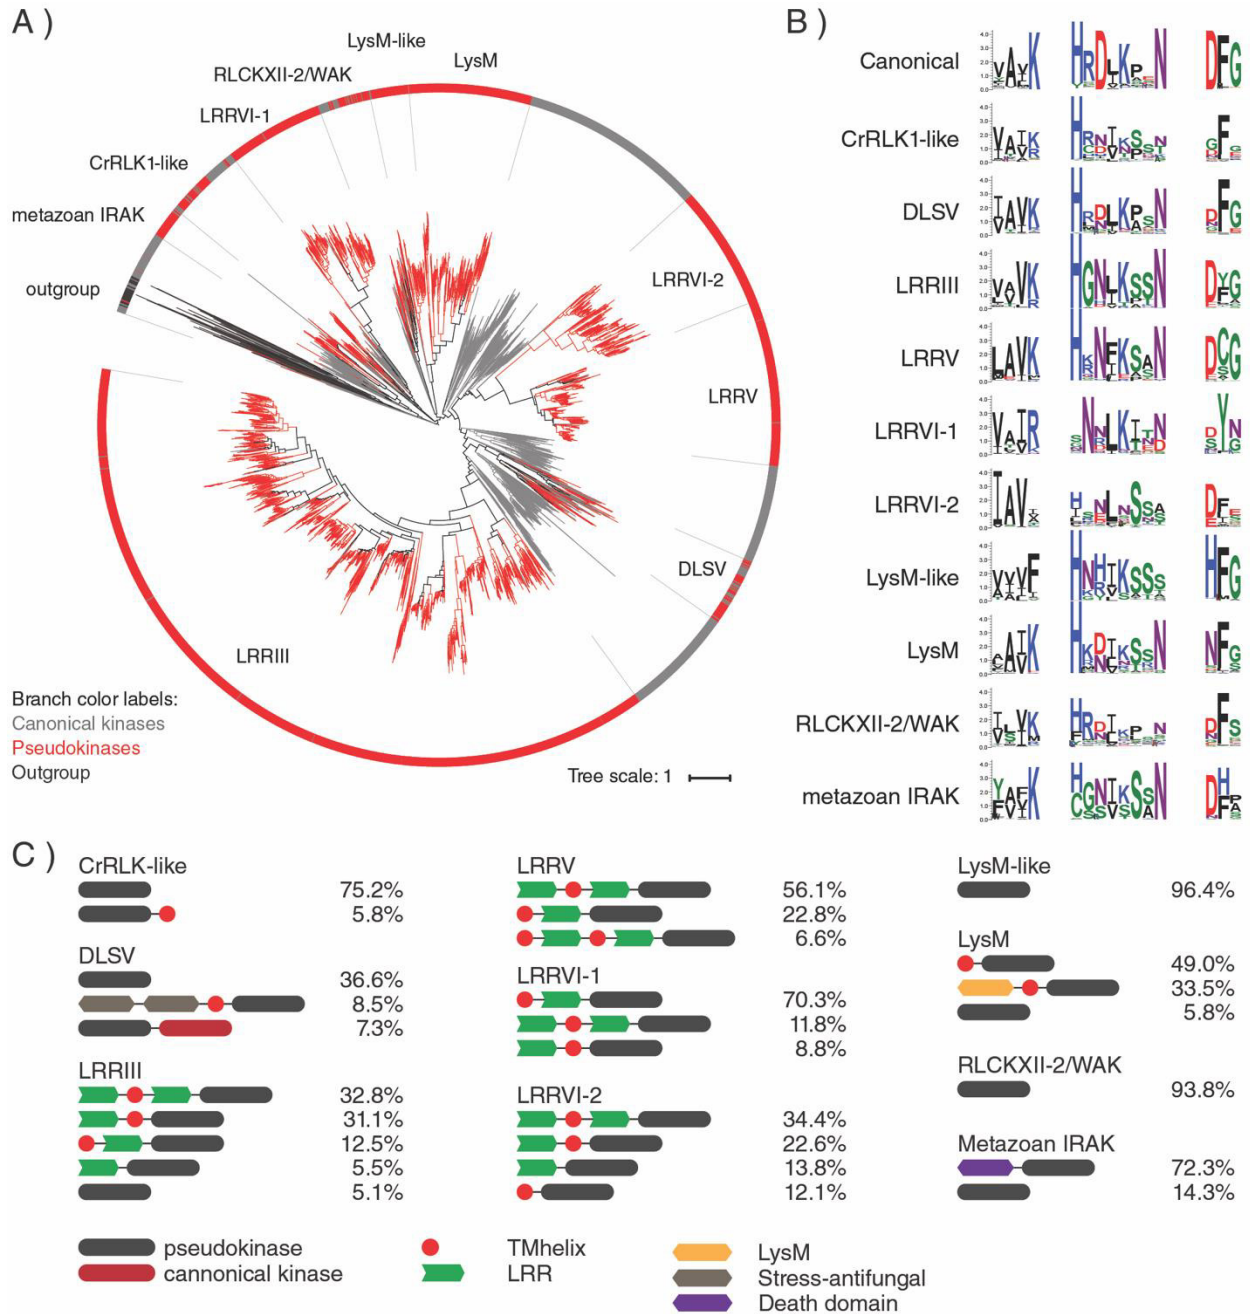 A )
LysM-like
LysM
RLCKXII-2/WAK
LRRVI-1
CrRLK1-like
metazoan IRAK
outgroup
LRRVI-2
LRRV
DLSV
LRRIII
Branch color labels:
Canonical kinases
Pseudokinases
Outgroup
Tree scale: 1
B )
Canonical
CrRLK1-like
DLSV
LRRIII
LRRV
LRRVI-1
LRRVI-2
LysM-like
LysM
RLCKXII-2/WAK
metazoan IRAK
C )
CrRLK-like
75.2%
5.8%
DLSV
36.6%
8.5%
7.3%
LRRIII
32.8%
31.1%
12.5%
5.5%
5.1%
LRRV
56.1%
22.8%
6.6%
LRRVI-1
70.3%
11.8%
8.8%
LRRVI-2
34.4%
22.6%
13.8%
12.1%
LysM-like
96.4%
LysM
49.0%
33.5%
5.8%
RLCKXII-2/WAK
93.8%
Metazoan IRAK
72.3%
14.3%
pseudokinase
cannonical kinase
TMhelix
LRR
LysM
Stress-antifungal
Death domain